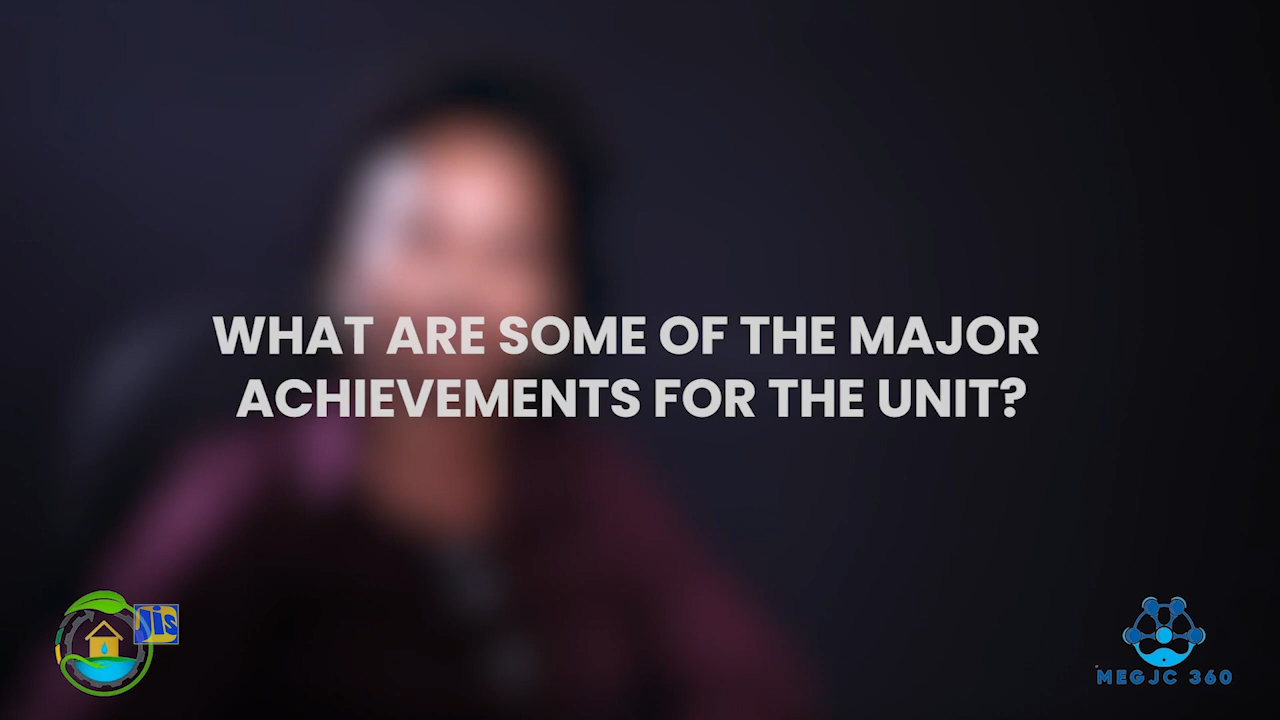 WHAT ARE SOME OF THE MAJOR
ACHIEVEMENTS FOR THE UNIT?
Jis
MEGJC 360